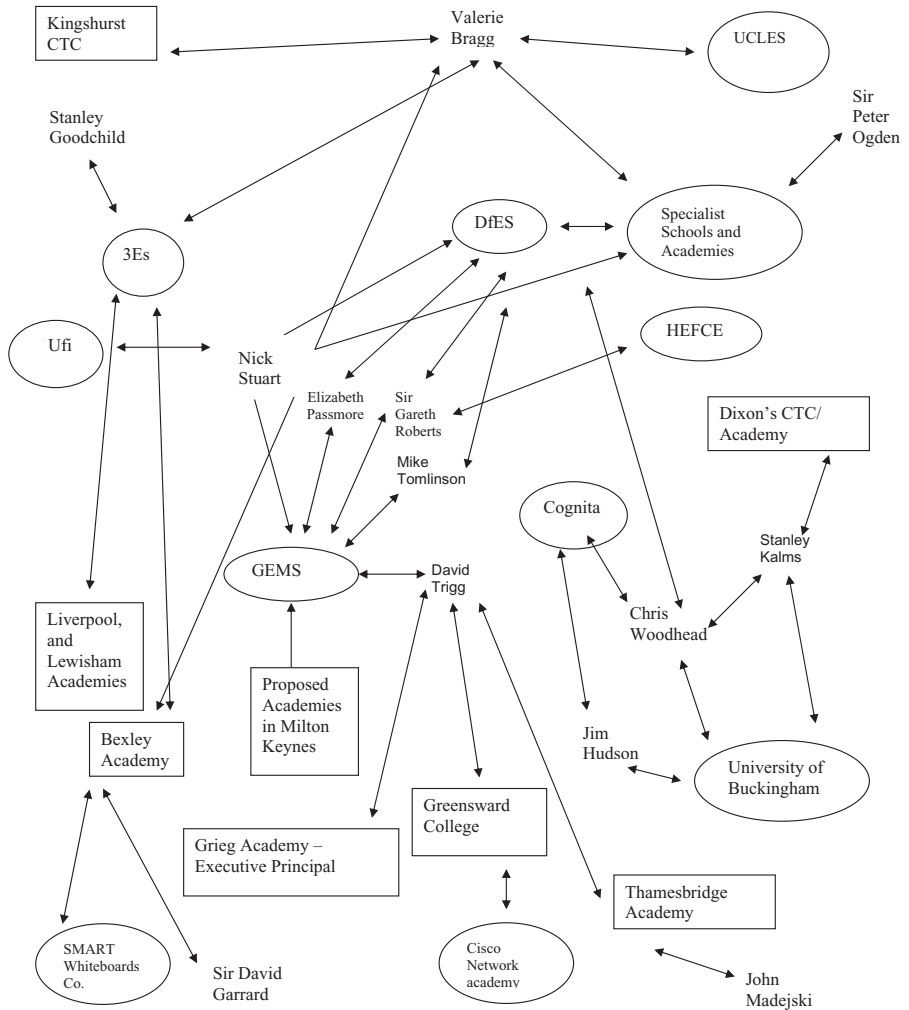 Kingshurst
CTC
Valerie
Bragg
UCLES
Stanley
Goodchild
Sir
Peter
Ogden
3Es
DfES
Specialist
Schools and
Academies
Ufi
Nick
Stuart
HEFCE
Elizabeth
Passmore
Sir
Gareth
Roberts
Mike
Tomlinson
Dixon's CTC/
Academy
Cognita
Stanley
Kalms
GEMS
David
Trigg
Chris
Woodhead
Liverpool,
and
Lewisham
Academies
Proposed
Academies
in Milton
Keynes
Bexley
Academy
Jim
Hudson
University of
Buckingham
Grieg Academy –
Executive Principal
Greensward
College
Thamesbridge
Academy
SMART
Whiteboards
Co.
Sir David
Garrard
Cisco
Network
academy
John
Madejski